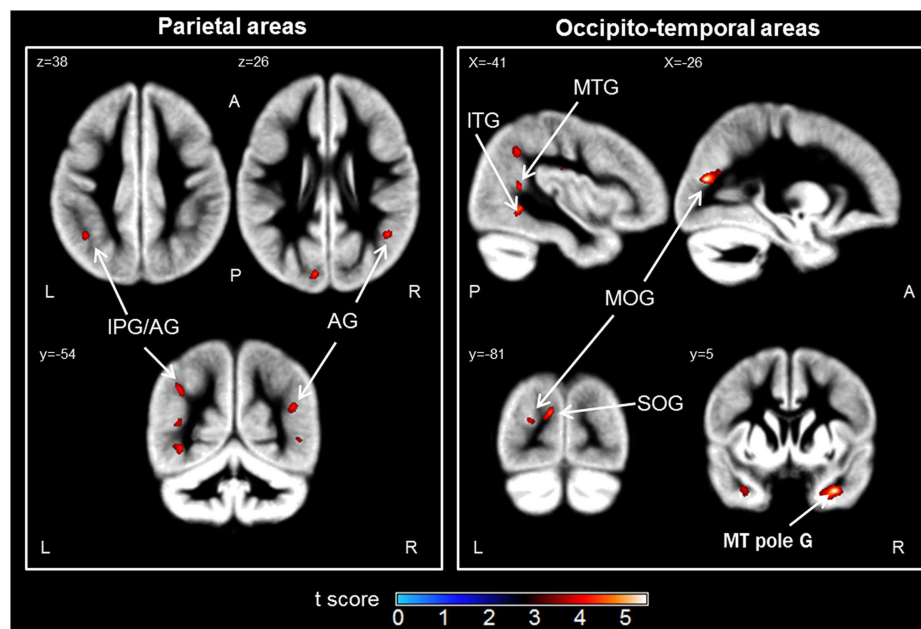 Parietal areas
Occipito-temporal areas
z=38
z=26
A
L
P
R
IPG/AG
AG
y=-54
L
R
X=-41
X=-26
MTG
ITG
P
MOG
A
y=-81
y=5
SOG
L
MT pole G
R
t score
0 1 2 3 4 5